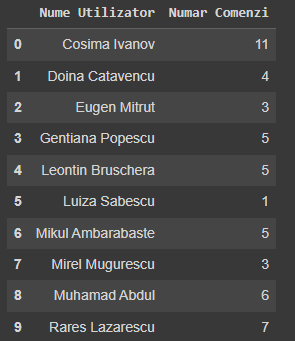 Nume Utilizator Numar Comenzi
0 Cosima Ivanov 11
1 Doina Catavencu 4
2 Eugen Mitrut 3
3 Gentiana Popescu 5
4 Leontin Bruschera 5
5 Luiza Sabescu 1
6 Mikul Ambarabaste 5
7 Mirel Mugurescu 3
8 Muhamad Abdul 6
9 Rares Lazarescu 7